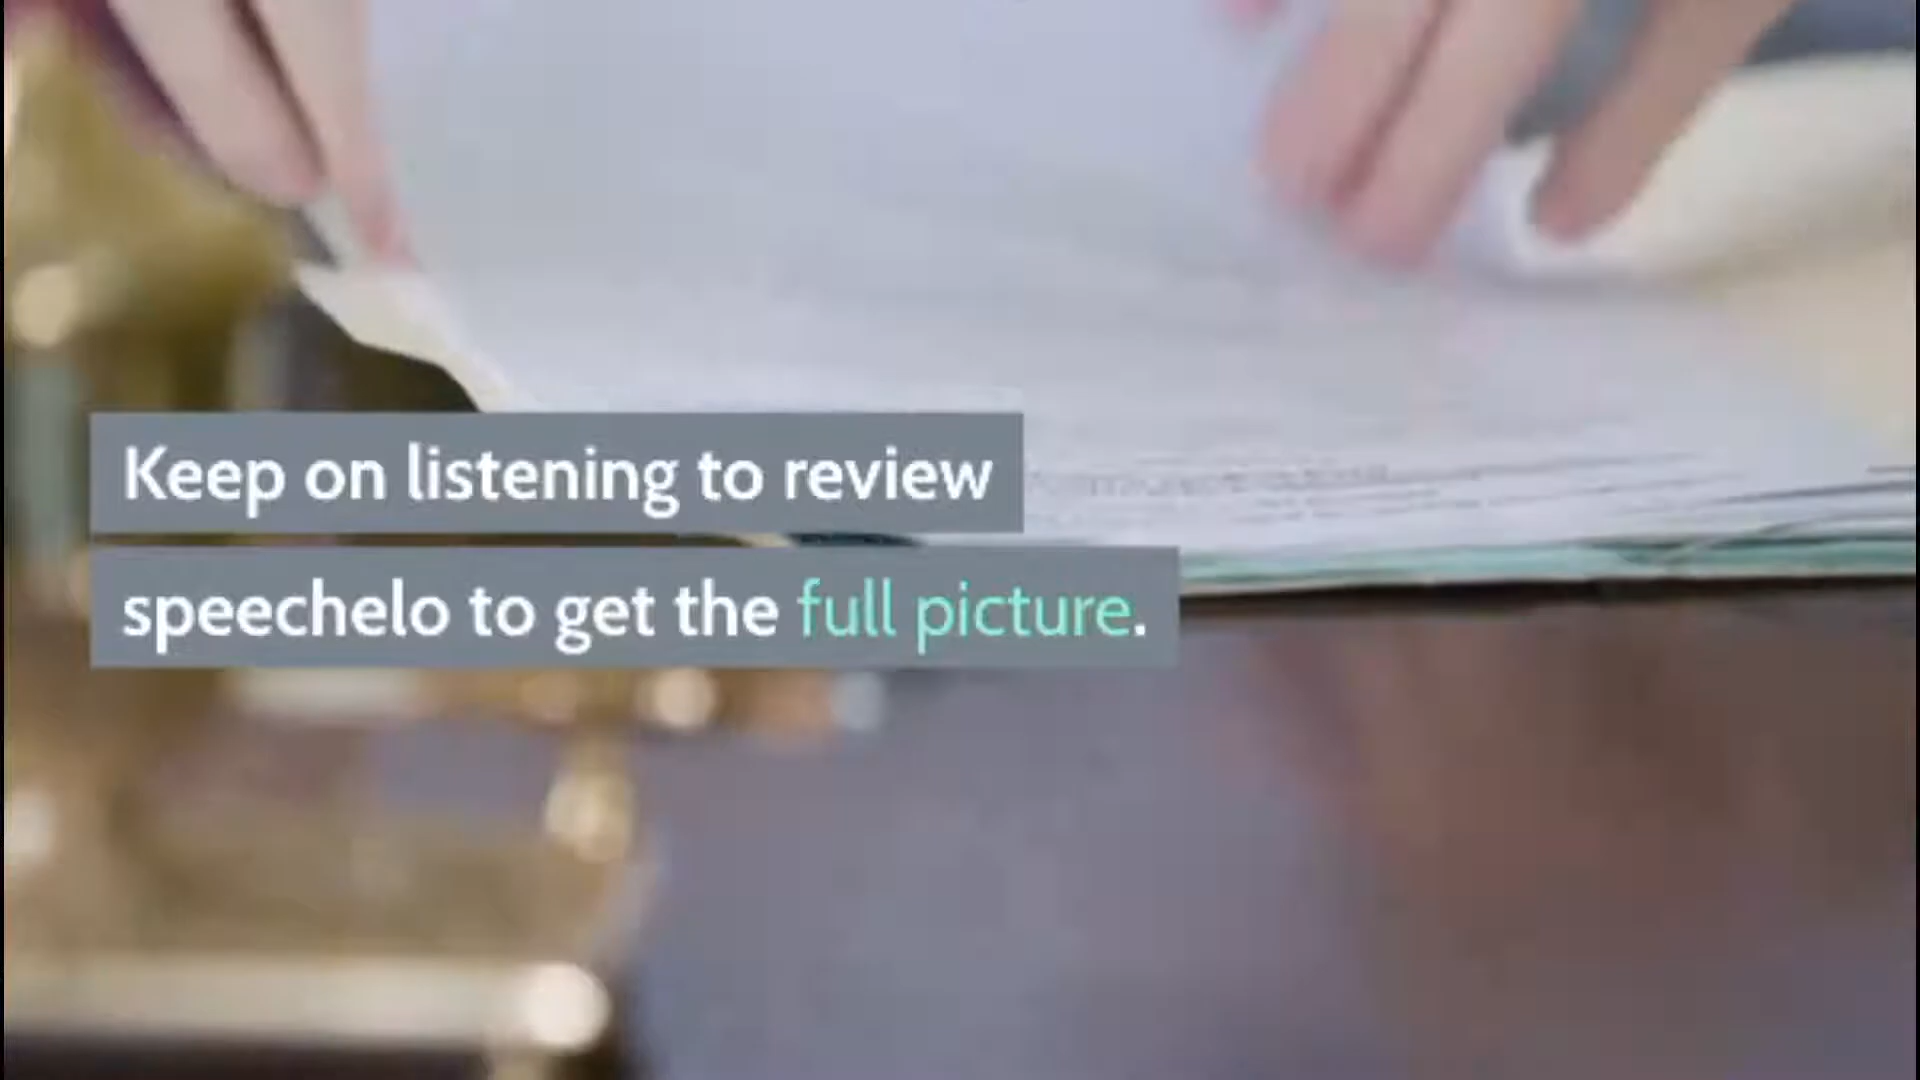 Keep on listening to review
speechelo to get the full picture.